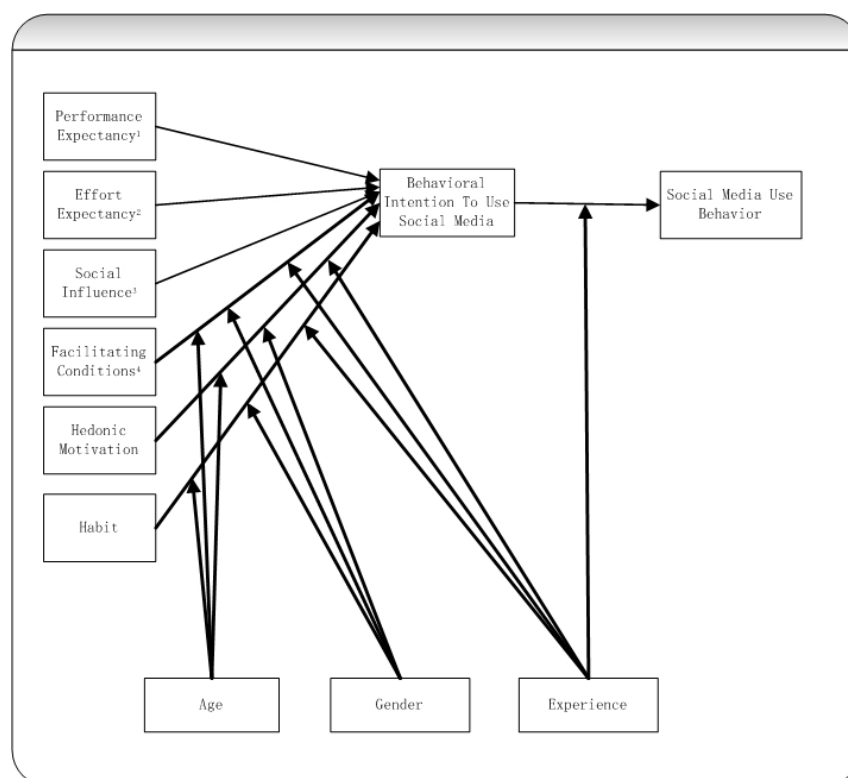 Performance
Expectancy¹
Effort
Expectancy²
Social
Influence³
Facilitating
Conditions⁴
Hedonic
Motivation
Habit
Behavioral
Intention To Use
Social Media
Social Media Use
Behavior
Age
Gender
Experience